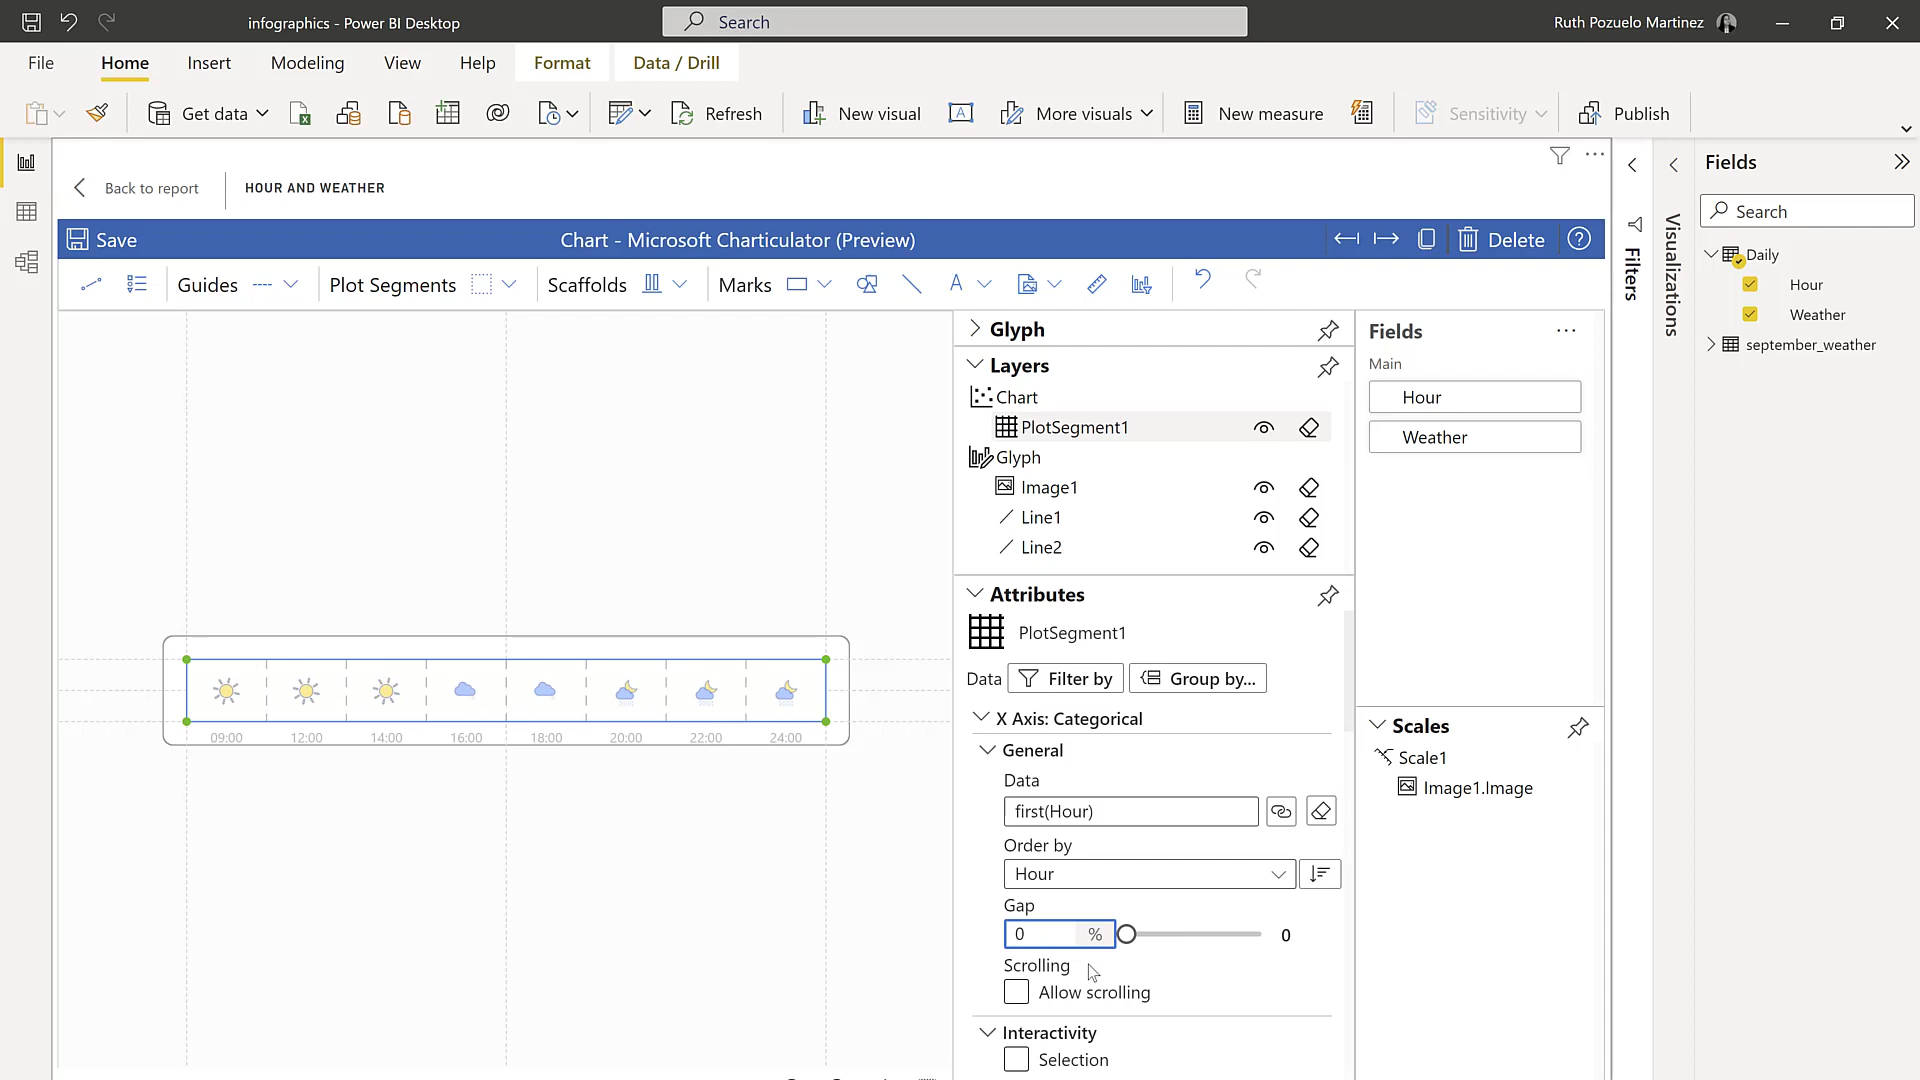 infographics - Power BI Desktop
Search
Ruth Pozuelo Martinez
File
Home
Insert
Modeling
View
Help
Format
Data / Drill
Get data
Refresh
New visual
More visuals
New measure
Sensitivity
Publish
Back to report
HOUR AND WEATHER
Save
Chart - Microsoft Charticulator (Preview)
Delete
Guides
Plot Segments
Scaffolds
Marks
09:00
12:00
14:00
16:00
18:00
20:00
22:00
24:00
Glyph
Layers
Chart
PlotSegment1
Glyph
Image1
Line1
Line2
Attributes
PlotSegment1
Data
Filter by
Group by...
X Axis: Categorical
General
Data
first(Hour)
Order by
Hour
Gap
0 %
0
Scrolling
Allow scrolling
Interactivity
Selection
Fields
Main
Hour
Weather
Scales
Scale1
Image1.Image
Filters
Visualizations
Fields
Search
Daily
Hour
Weather
september_weather